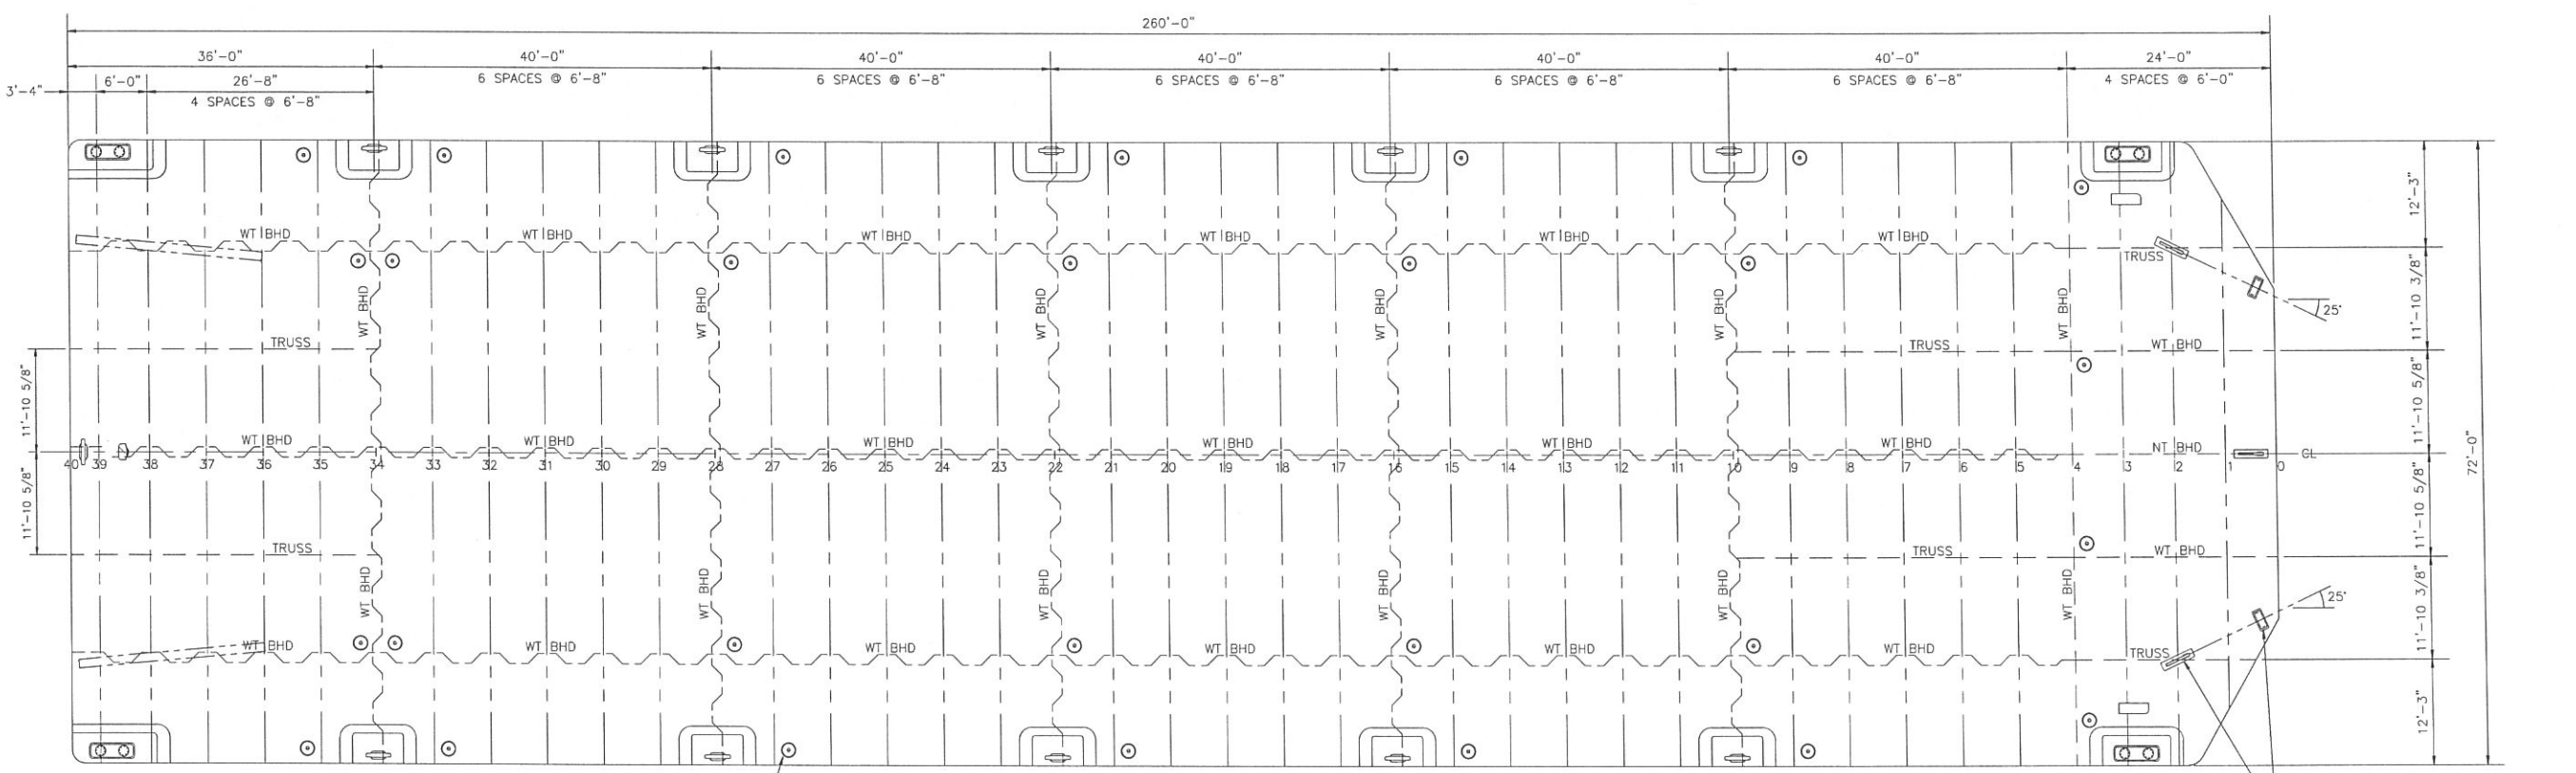 260'-0"
36'-0" 40'-0" 40'-0" 40'-0" 40'-0" 40'-0" 24'-0"
3'-4" 6'-0" 26'-8" 6 SPACES @ 6'-8" 6 SPACES @ 6'-8" 6 SPACES @ 6'-8" 6 SPACES @ 6'-8" 6 SPACES @ 6'-8" 4 SPACES @ 6'-0"
4 SPACES @ 6'-8"
12'-3"
WT BHD WT BHD WT BHD WT BHD WT BHD WT BHD
TRUSS
WT BHD WT BHD WT BHD WT BHD WT BHD WT BHD
25°
11'-10 3/8"
TRUSS TRUSS WT BHD
11'-10 5/8" 11'-10 5/8"
WT BHD WT BHD WT BHD WT BHD WT BHD WT BHD NT BHD CL
40 39 38 37 36 35 34 33 32 31 30 29 28 27 26 25 24 23 22 21 20 19 18 17 16 15 14 13 12 11 10 9 8 7 6 5 4 3 2 1 0
72'-0"
11'-10 5/8" 11'-10 5/8"
TRUSS TRUSS WT BHD
WT BHD WT BHD WT BHD WT BHD WT BHD WT BHD
25°
11'-10 3/8"
WT BHD WT BHD WT BHD WT BHD WT BHD WT BHD TRUSS
12'-3"